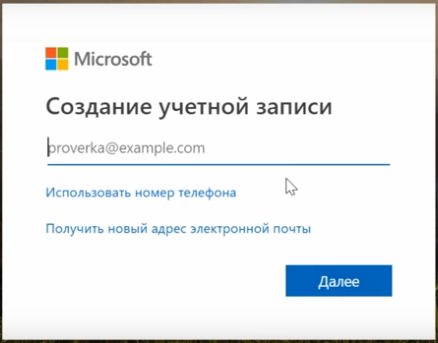 Microsoft
Создание учетной записи
proverka@example.com
Использовать номер телефона
Получить новый адрес электронной почты
Далее